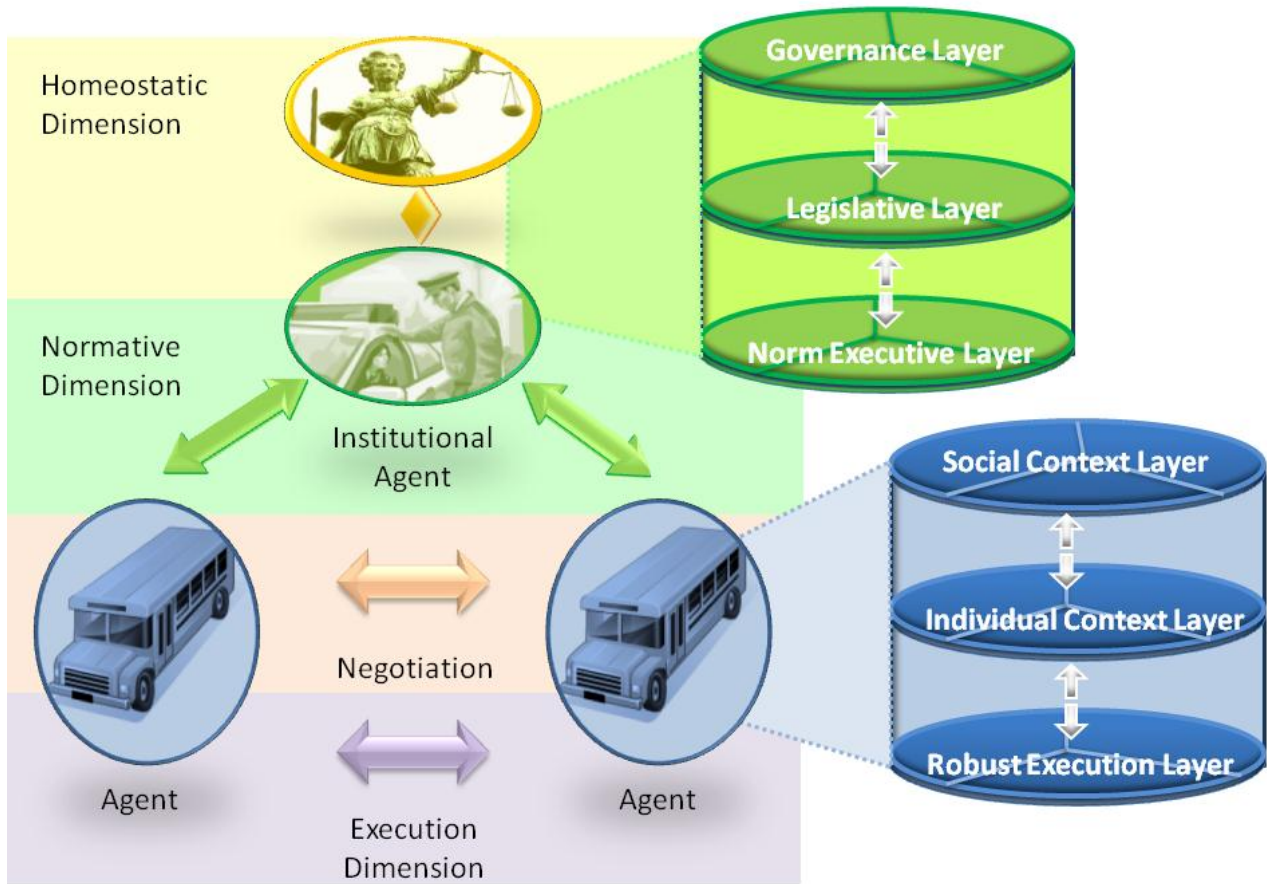 Homeostatic
Dimension
Governance Layer
Legislative Layer
Norm Executive Layer
Normative
Dimension
Institutional
Agent
Social Context Layer
Individual Context Layer
Robust Execution Layer
Negotiation
Agent
Agent
Execution
Dimension